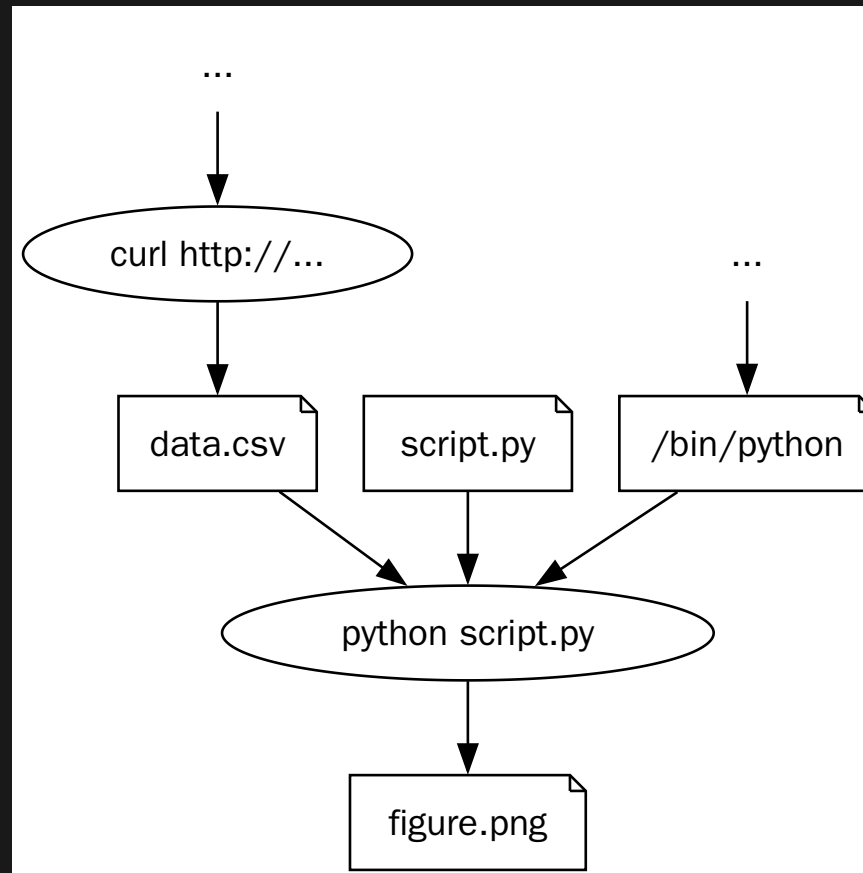 ...
curl http://...
...
data.csv
script.py
/bin/python
python script.py
figure.png